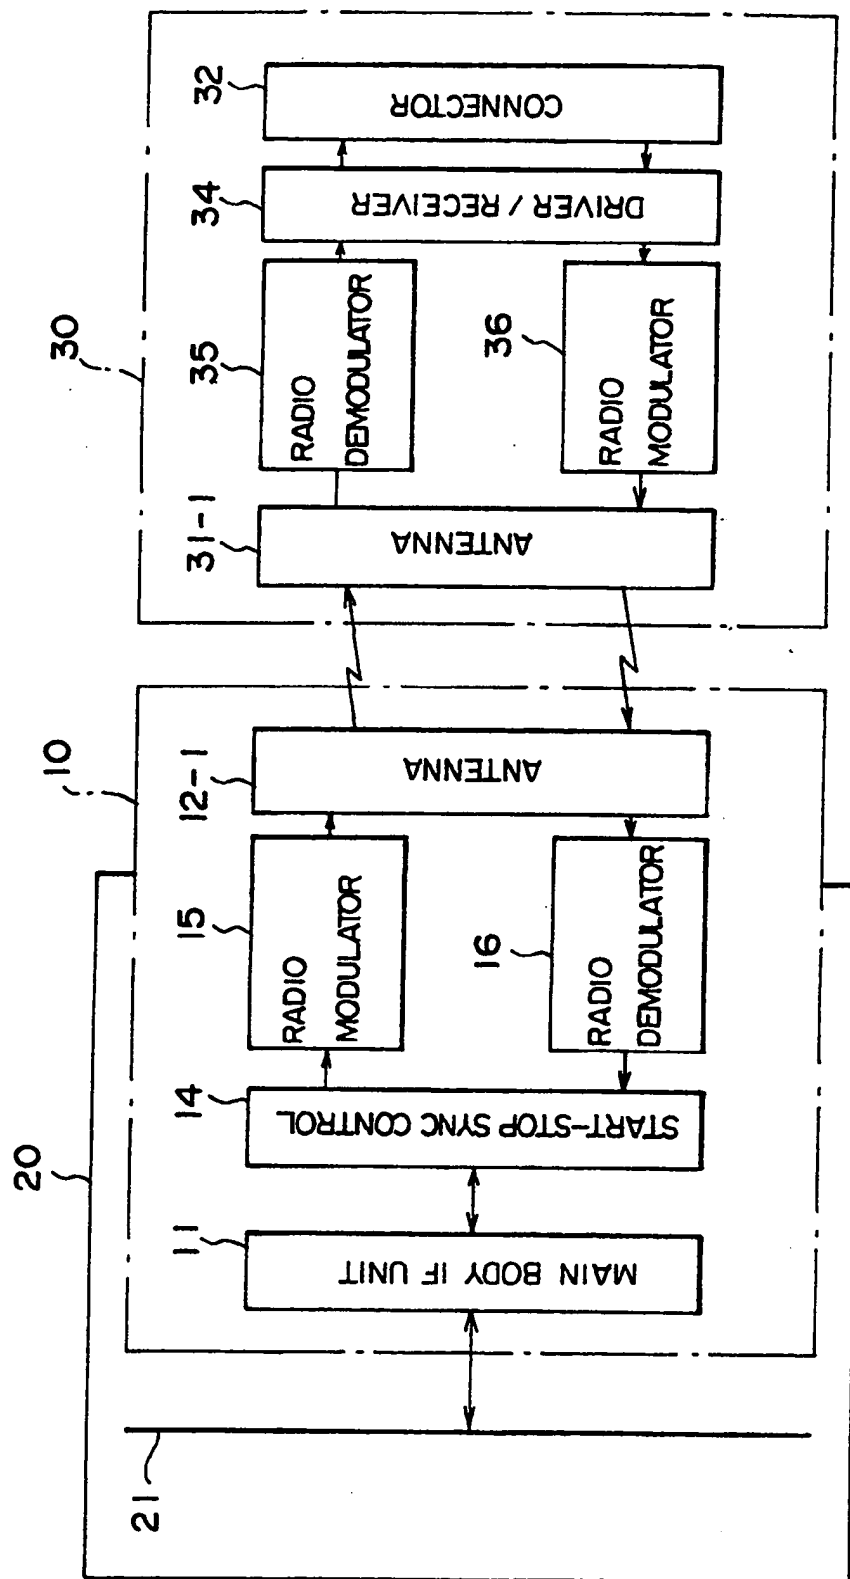 20
10
30
21
11
MAIN BODY IF UNIT
14
START-STOP SYNC CONTROL
15
RADIO
MODULATOR
16
RADIO
DEMODULATOR
12-1
ANTENNA
31-1
ANTENNA
35
RADIO
DEMODULATOR
36
RADIO
MODULATOR
34
DRIVER / RECEIVER
32
CONNECTOR